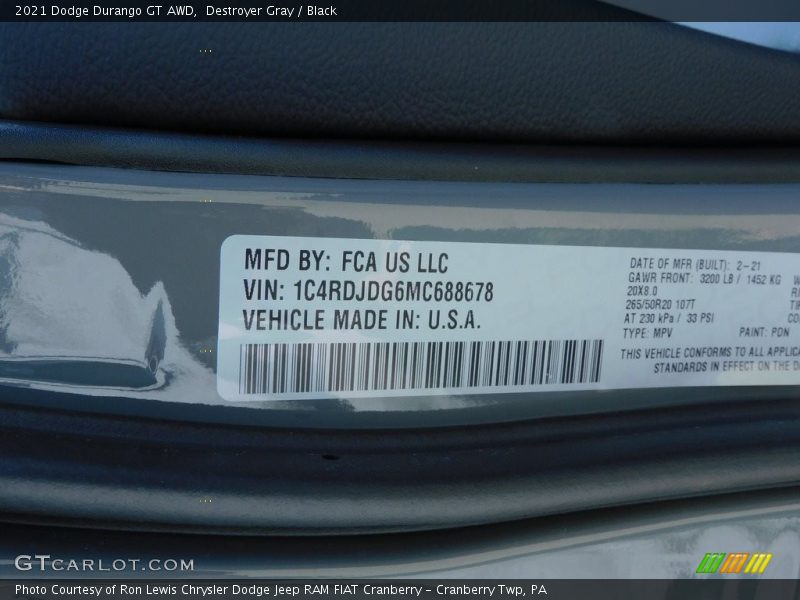 2021 Dodge Durango GT AWD, Destroyer Gray / Black
MFD BY: FCA US LLC
VIN: 1C4RDJDG6MC688678
VEHICLE MADE IN: U.S.A.
DATE OF MFR (BUILT): 2-21
GAWR FRONT: 3200 LB / 1452 KG
20X8.0
265/50R20 107T
AT 230 kPa / 33 PSI
TYPE: MPV PAINT: PDN
THIS VEHICLE CONFORMS TO ALL
STANDARDS IN EFFECT ON THE
GTCARLOT.COM
Photo Courtesy of Ron Lewis Chrysler Dodge Jeep RAM FIAT Cranberry – Cranberry Twp, PA